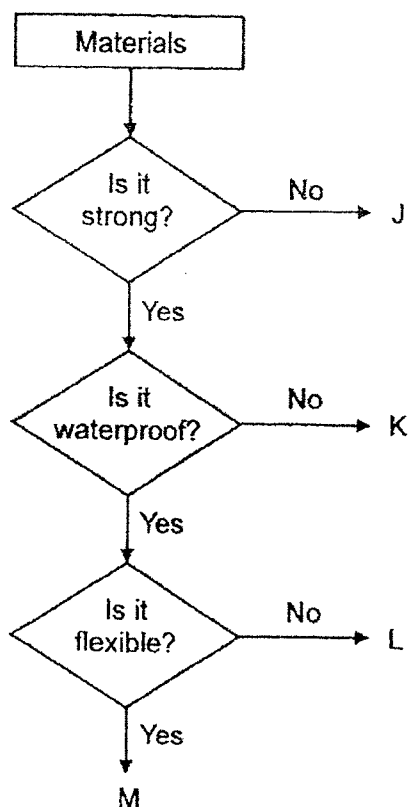 Materials
Is it
strong?
No
J
Yes
Is it
waterproof?
No
K
Yes
Is it
flexible?
No
L
Yes
M